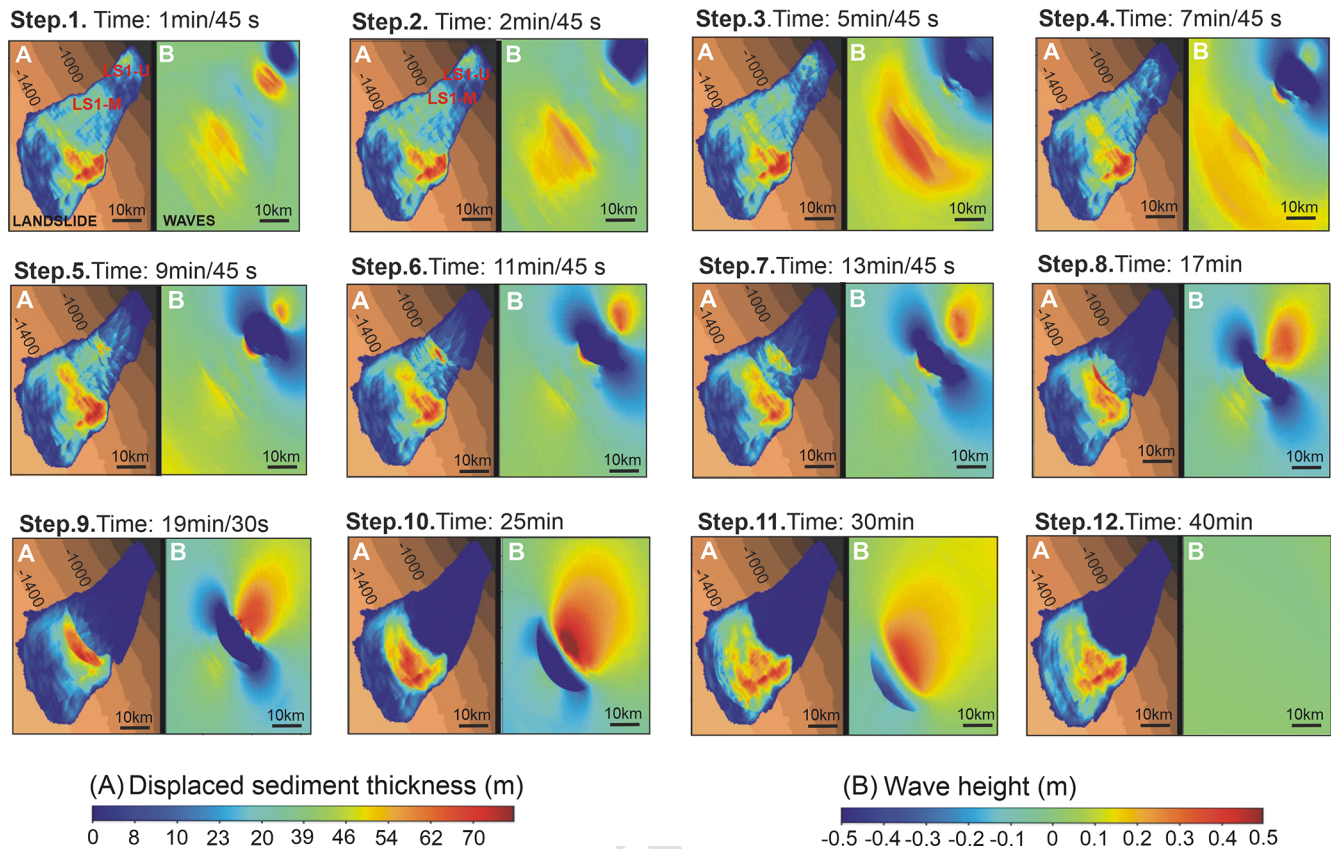 Step.1. Time: 1min/45 s
Step.2. Time: 2min/45 s
Step.3. Time: 5min/45 s
Step.4. Time: 7min/45 s
A
-1000
-1400
LS1-U
LS1-M
LANDSLIDE
10km
B
WAVES
10km
A
-1000
-1400
LS1-U
LS1-M
10km
B
10km
A
-1000
-1400
10km
B
10km
A
-1000
-1400
10km
B
10km
Step.5.Time: 9min/45 s
Step.6.Time: 11min/45 s
Step.7.Time: 13min/45 s
Step.8.Time: 17min
A
-1000
-1400
10km
B
10km
A
-1000
-1400
10km
B
10km
A
-1000
-1400
10km
B
10km
A
-1000
-1400
10km
B
10km
Step.9.Time: 19min/30s
Step.10.Time: 25min
Step.11.Time: 30min
Step.12.Time: 40min
A
-1000
-1400
10km
B
10km
A
-1000
-1400
10km
B
10km
A
-1000
-1400
10km
B
10km
A
-1000
-1400
10km
B
10km
(A) Displaced sediment thickness (m)
0 8 10 23 20 39 46 54 62 70
(B) Wave height (m)
-0.5 -0.4 -0.3 -0.2 -0.1 0 0.1 0.2 0.3 0.4 0.5